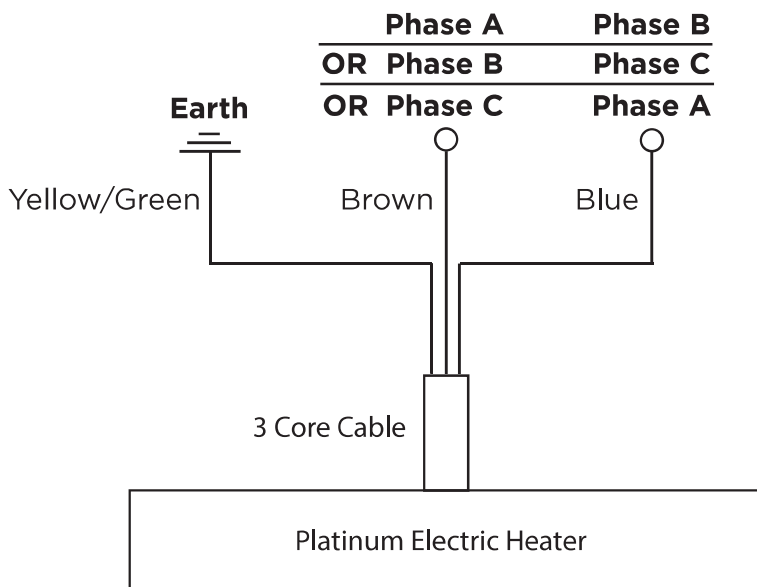 Phase A Phase B
OR Phase B Phase C
OR Phase C Phase A
Earth
Yellow/Green Brown Blue
3 Core Cable
Platinum Electric Heater